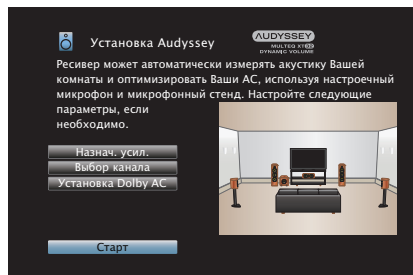 Установка Audyssey
AUDYSSEY
MULTEQ XT32
DYNAMIC VOLUME
Ресивер может автоматически измерять акустику Вашей
комнаты и оптимизировать Ваши АС, используя настроечный
микрофон и микрофонный стенд. Настройте следующие
параметры, если
необходимо.
Назнач. усил.
Выбор канала
Установка Dolby АС
Старт